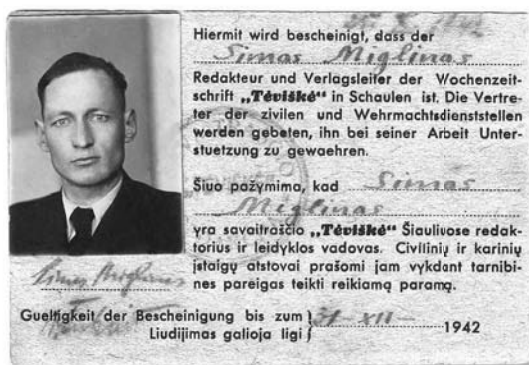 Hiermit wird bescheinigt, dass der
Simas Miglinas
Redakteur und Verlagsleiter der Wochenzeit-
schrift „Tėviškė“ in Schaulen ist. Die Vertre-
ter der zivilen und Wehrmachtsdienststellen
werden gebeten, ihn bei seiner Arbeit Unter-
stuetzung zu gewaehren.
Šiuo pažymima, kad Simas
Miglinas
yra savaitraščio „Tėviškė“ Šiauliuose redak-
torius ir leidyklos vadovas. Civilinių ir karinių
įstaigų atstovai prašomi jam vykdant tarnibi-
nes pareigas teikti reikiamą paramą.
Simas Miglinas
Gueltigkeit der Bescheinigung bis zum
Liudijimas galioja ligi } 31-XII- 1942